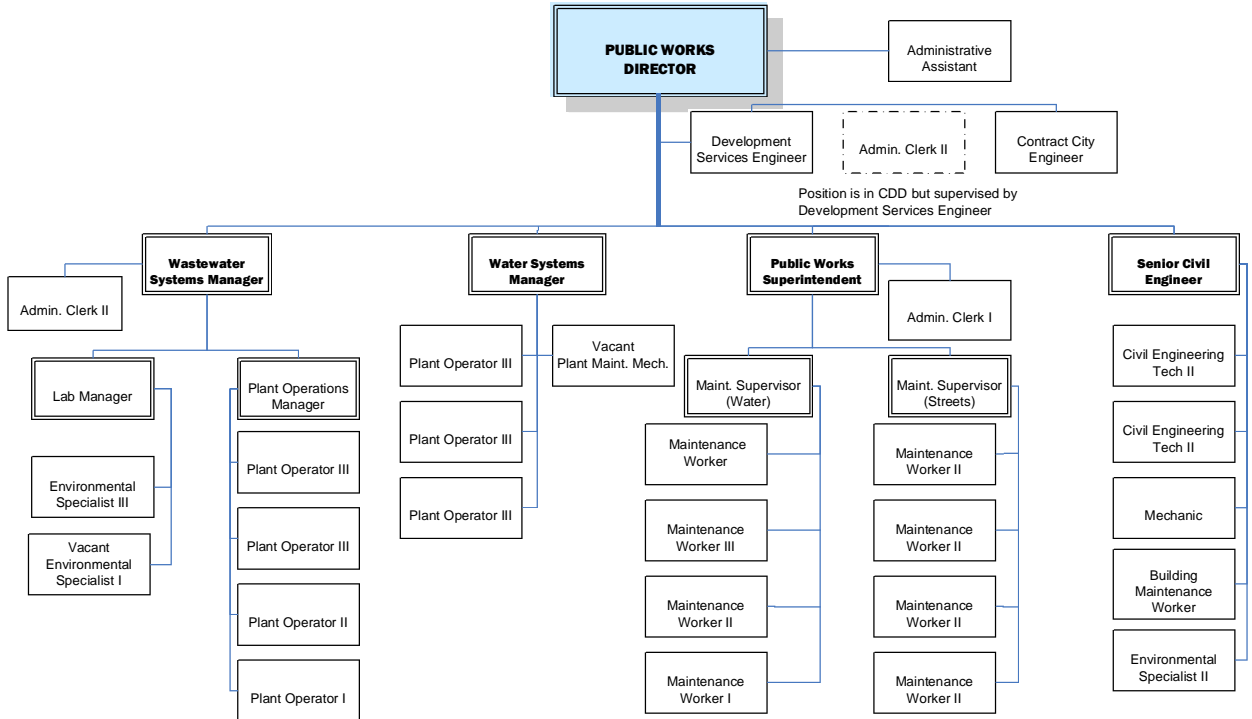 PUBLIC WORKS
DIRECTOR
Administrative
Assistant
Development
Services Engineer
Admin. Clerk II
Contract City
Engineer
Position is in CDD but supervised by
Development Services Engineer
Wastewater
Systems Manager
Admin. Clerk II
Water Systems
Manager
Public Works
Superintendent
Admin. Clerk I
Senior Civil
Engineer
Lab Manager
Environmental
Specialist III
Vacant
Environmental
Specialist I
Plant Operations
Manager
Plant Operator III
Plant Operator III
Plant Operator II
Plant Operator I
Plant Operator III
Vacant
Plant Maint. Mech.
Plant Operator III
Plant Operator III
Maint. Supervisor
(Water)
Maintenance
Worker
Maintenance
Worker III
Maintenance
Worker II
Maintenance
Worker I
Maint. Supervisor
(Streets)
Maintenance
Worker II
Maintenance
Worker II
Maintenance
Worker II
Maintenance
Worker II
Civil Engineering
Tech II
Civil Engineering
Tech II
Mechanic
Building
Maintenance
Worker
Environmental
Specialist II